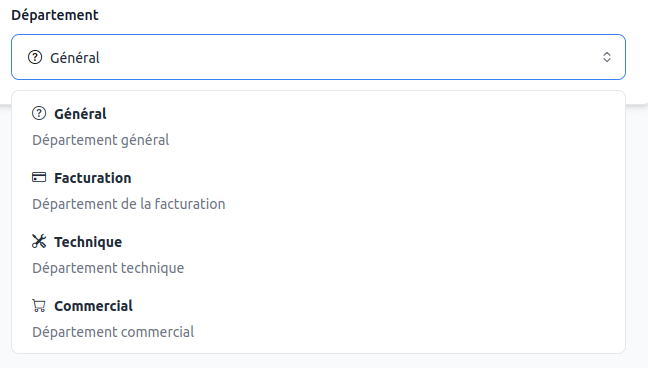 Département
Général
Général
Département général
Facturation
Département de la facturation
Technique
Département technique
Commercial
Département commercial